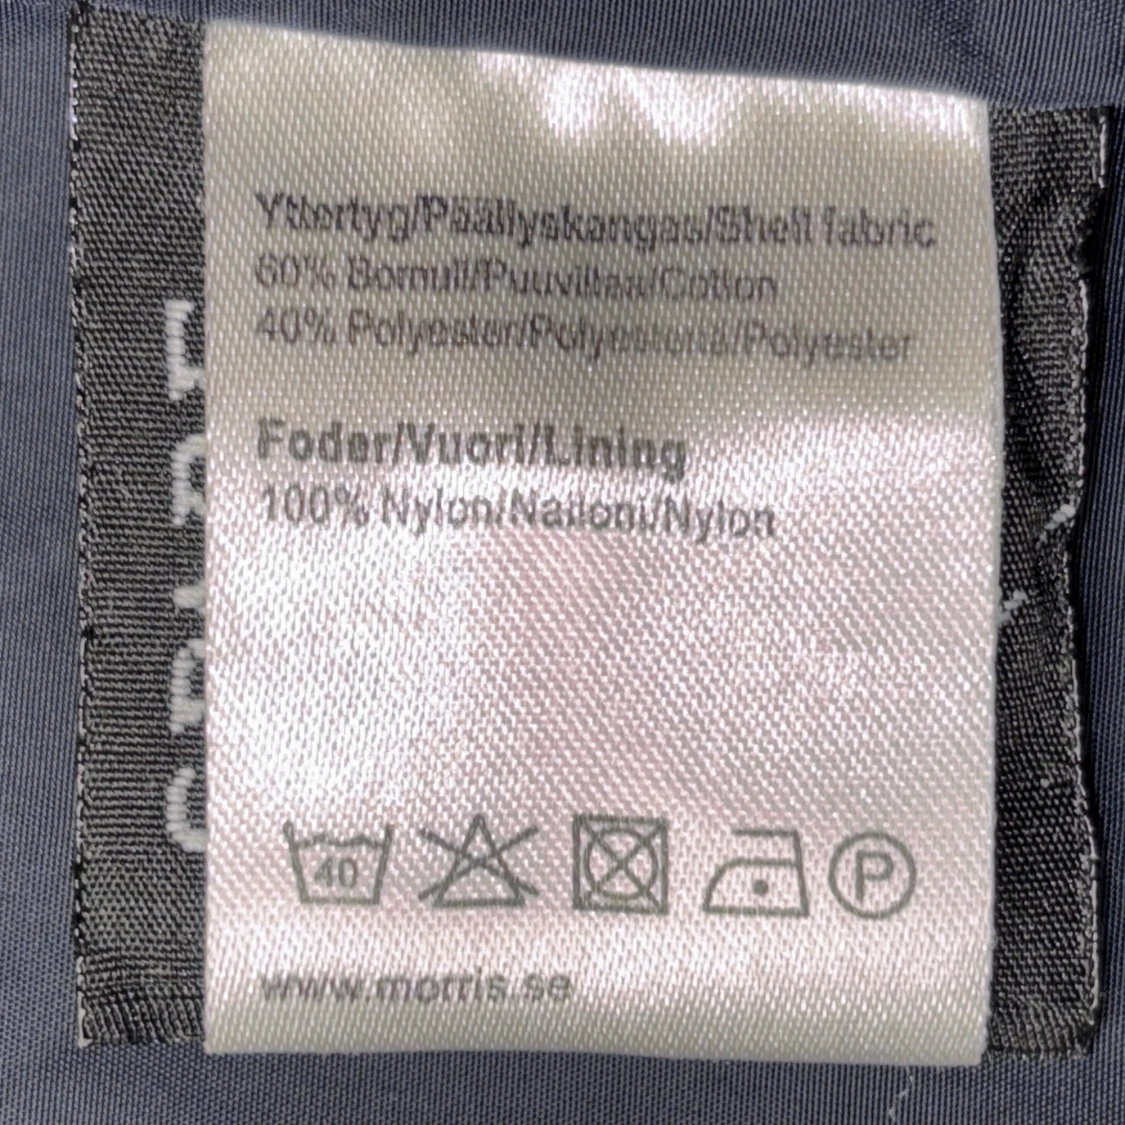 Yttertyg/Päällyskangas/Shell fabric
60% Bomull/Puuvillaa/Cotton
40% Polyester/Polyesteriä/Polyester
Foder/Vuori/Lining
100% Nylon/Nailoni/Nylon
40
P
www.morris.se